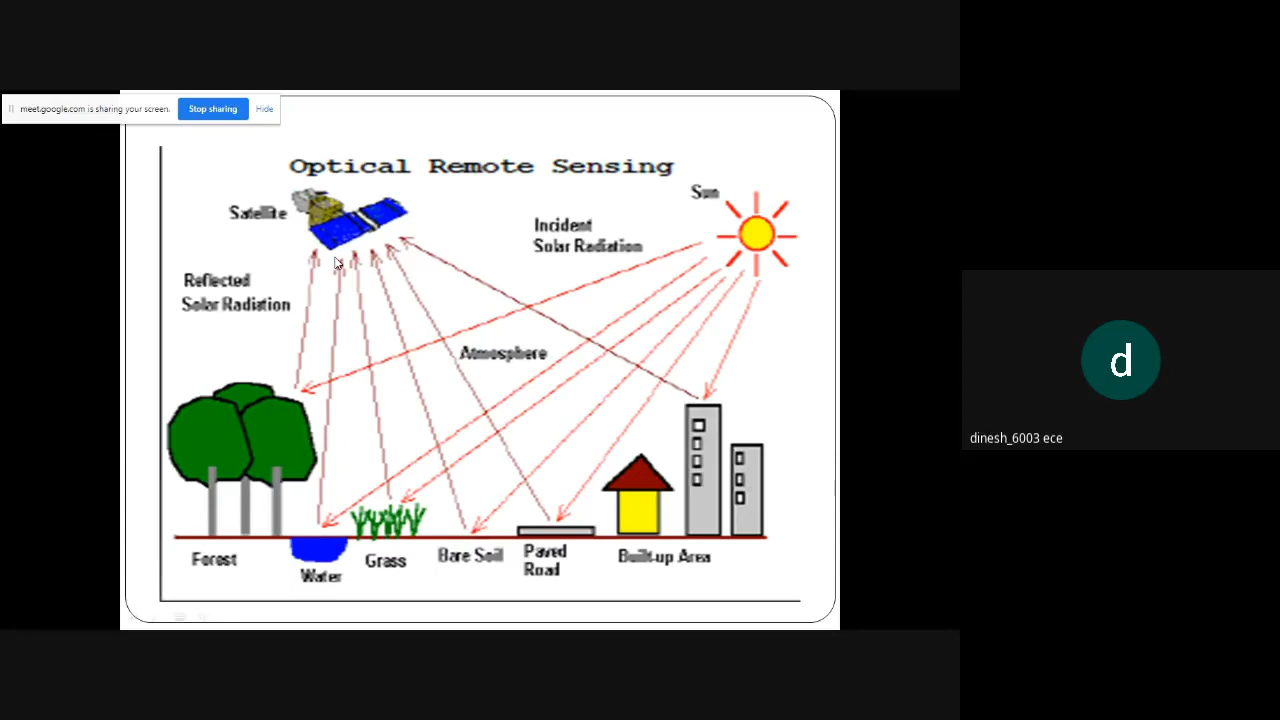 meet.google.com is sharing your screen.
Stop sharing
Hide
Optical Remote Sensing
Sun
Satellite
Incident
Solar Radiation
Reflected
Solar Radiation
Atmosphere
d
dinesh_6003 ece
Forest
Water
Grass
Bare Soil
Paved
Road
Built-up Area